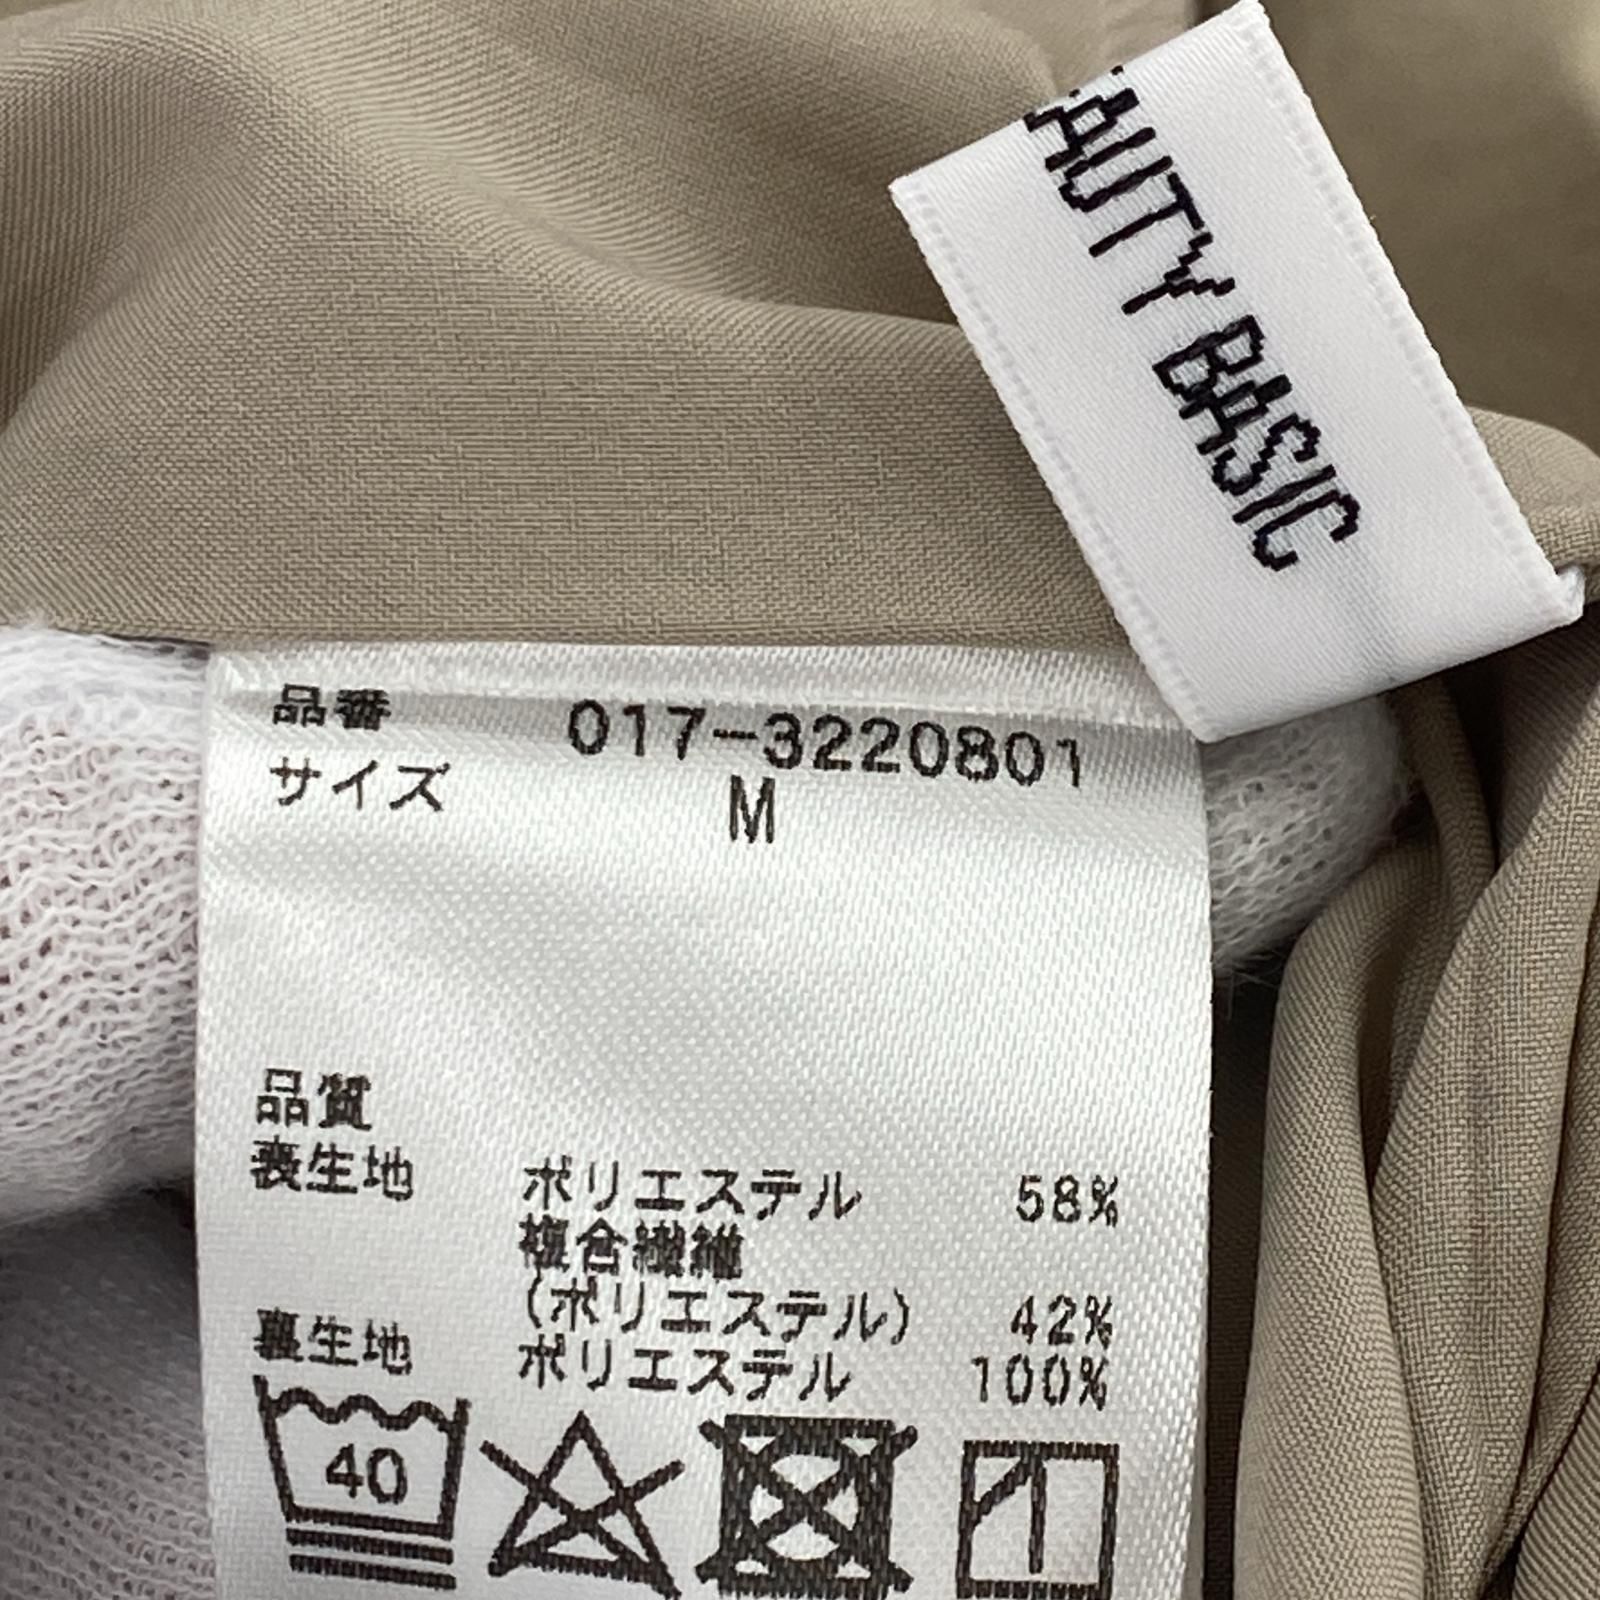 AUTY BASIC
品番 017-3220801
サイズ M
品質
表生地 ポリエステル 58%
複合繊維
(ポリエステル) 42%
裏生地 ポリエステル 100%
40